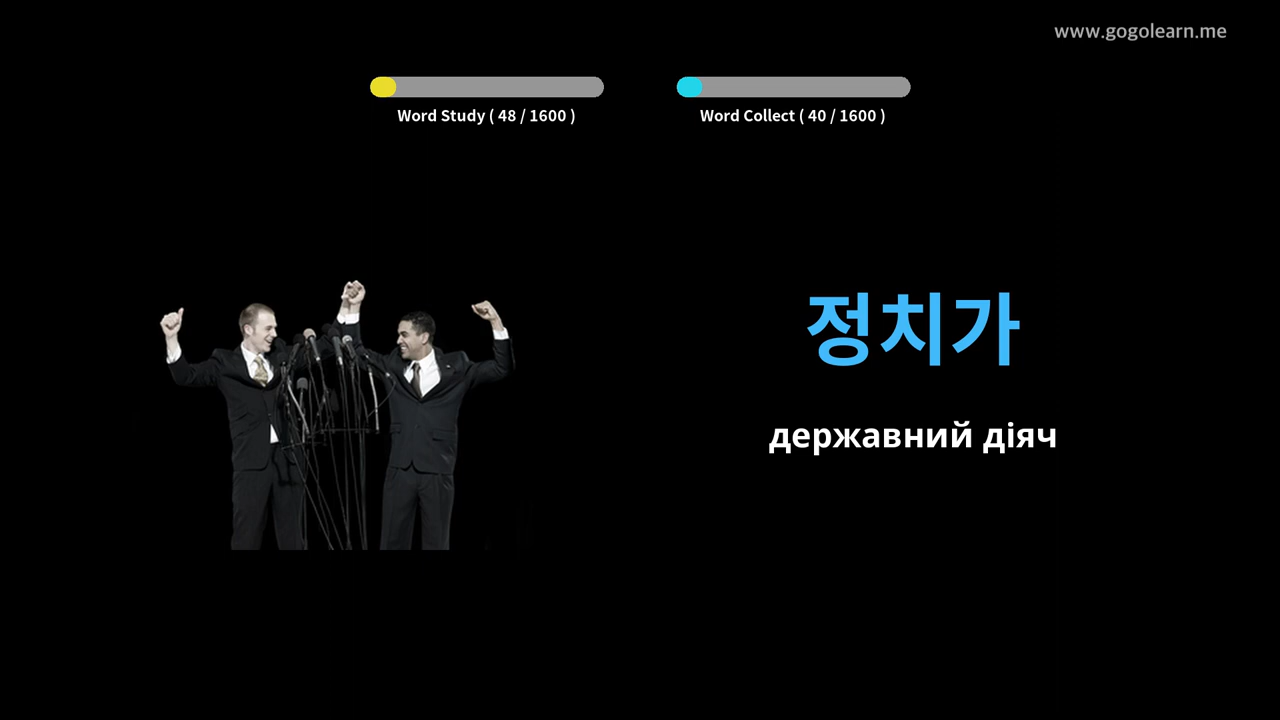 www.gogolearn.me
Word Study ( 48 / 1600 )
Word Collect ( 40 / 1600 )
정치가
державний діяч